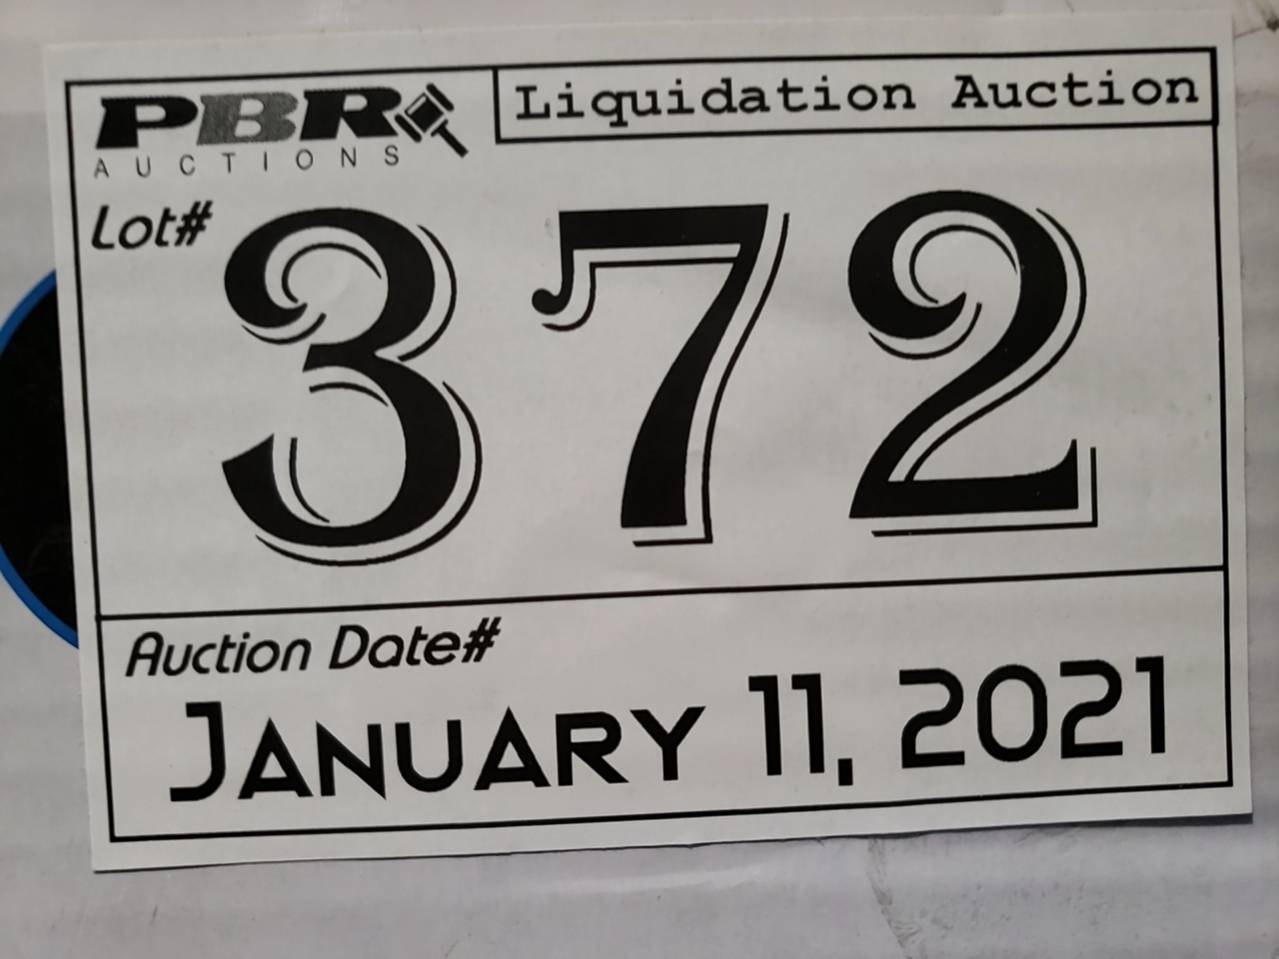 PBR
AUCTIONS
Liquidation Auction
Lot#
372
Auction Date#
JANUARY 11, 2021